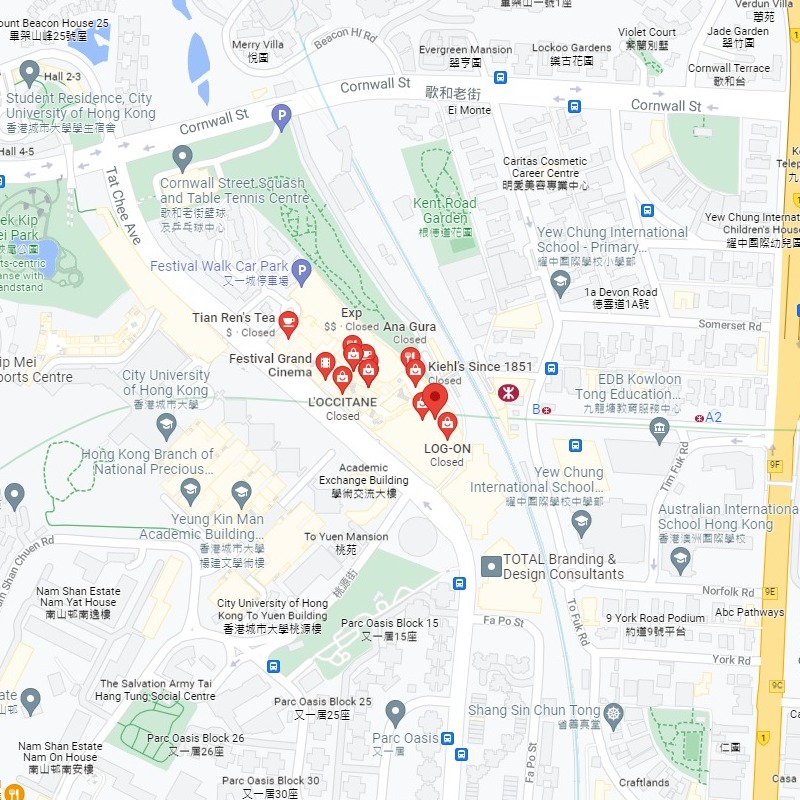 ount Beacon House 25
畢架山峰25號屋
Merry Villa
悅園
Beacon Hl Rd
畢架山一號1座
Evergreen Mansion
翠亨園
Lockoo Gardens
樂古花園
Violet Court
紫蘭別墅
Verdun Villa
Jade Garden
翠竹園
Cornwall Terrace
歌和台
Hall 2-3
Student Residence, City
University of Hong Kong
香港城市大學學生宿舍
Hall 4-5
Cornwall St
Cornwall St
歌和老街
Cornwall St
Ei Monte
P
Tat Chee Ave
Cornwall Street Squash
and Table Tennis Centre
歌和老街壁球
及乒乓球中心
Caritas Cosmetic
Career Centre
明愛美容專業中心
Kent Road
Garden
根德道花園
Yew Chung International
School - Primary...
耀中國際學校小學部
Yew Chung Internat
Children's House
耀中國際幼兒園
ek Kip
ei Park
ts-centric
anse with
andstand
Festival Walk Car Park
又一城停車場
P
1a Devon Road
德雲道1A號
Somerset Rd
Tian Ren's Tea
$ · Closed
Exp
$$ · Closed
Ana Gura
Closed
Festival Grand
Cinema
Kiehl's Since 1851
Closed
L'OCCITANE
Closed
LOG-ON
Closed
ip Mei
ports Centre
City University
of Hong Kong
香港城市大學
EDB Kowloon
Tong Education...
九龍塘教育服務中心
B
A2
Hong Kong Branch of
National Precious...
Academic
Exchange Building
學術交流大樓
Yew Chung
International School...
耀中國際學校中學部
Tim Fuk Rd
9F
Yeung Kin Man
Academic Building...
香港城市大學
楊建文學術樓
Australian Internationa
School Hong Kong
香港澳洲國際學校
To Yuen Mansion
桃苑
桃源街
am Shan Chuen Rd
TOTAL Branding &
Design Consultants
Norfolk Rd
9E
Nam Shan Estate
Nam Yat House
南山邨南逸樓
City University of Hong
Kong To Yuen Building
香港城市大學桃源樓
Parc Oasis Block 15
又一居15座
Fa Po St
To Fuk Rd
9 York Road Podium
約道9號平台
Abc Pathways
York Rd
9C
The Salvation Army Tai
Hang Tung Social Centre
Parc Oasis Block 25
又一居25座
Shang Sin Chun Tong
省善真堂
Parc Oasis
又一居
Parc Oasis Block 26
又一居26座
Fa Po St
1
仁園
Nam Shan Estate
Nam On House
南山邨南安樓
Parc Oasis Block 30
又一居30座
Craftlands
Casa